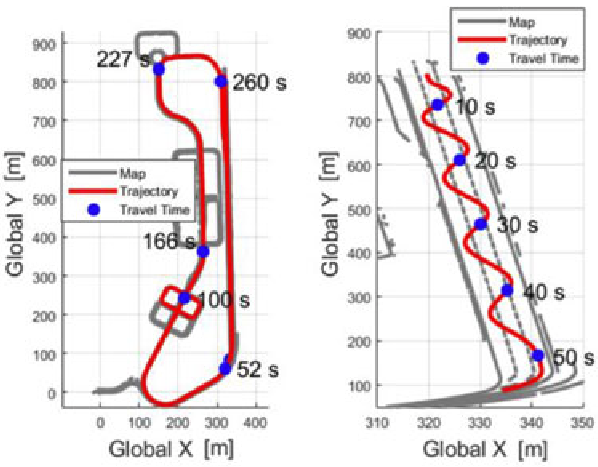 900
800
700
600
500
400
300
200
100
0
0 100 200 300 400
Global X [m]
Global Y [m]
227 s
260 s
Map
Trajectory
Travel Time
166 s
100 s
52 s
Map
Trajectory
Travel Time
900
800
700
600
500
400
300
200
100
310 320 330 340 350
Global X [m]
Global Y [m]
10 s
20 s
30 s
40 s
50 s